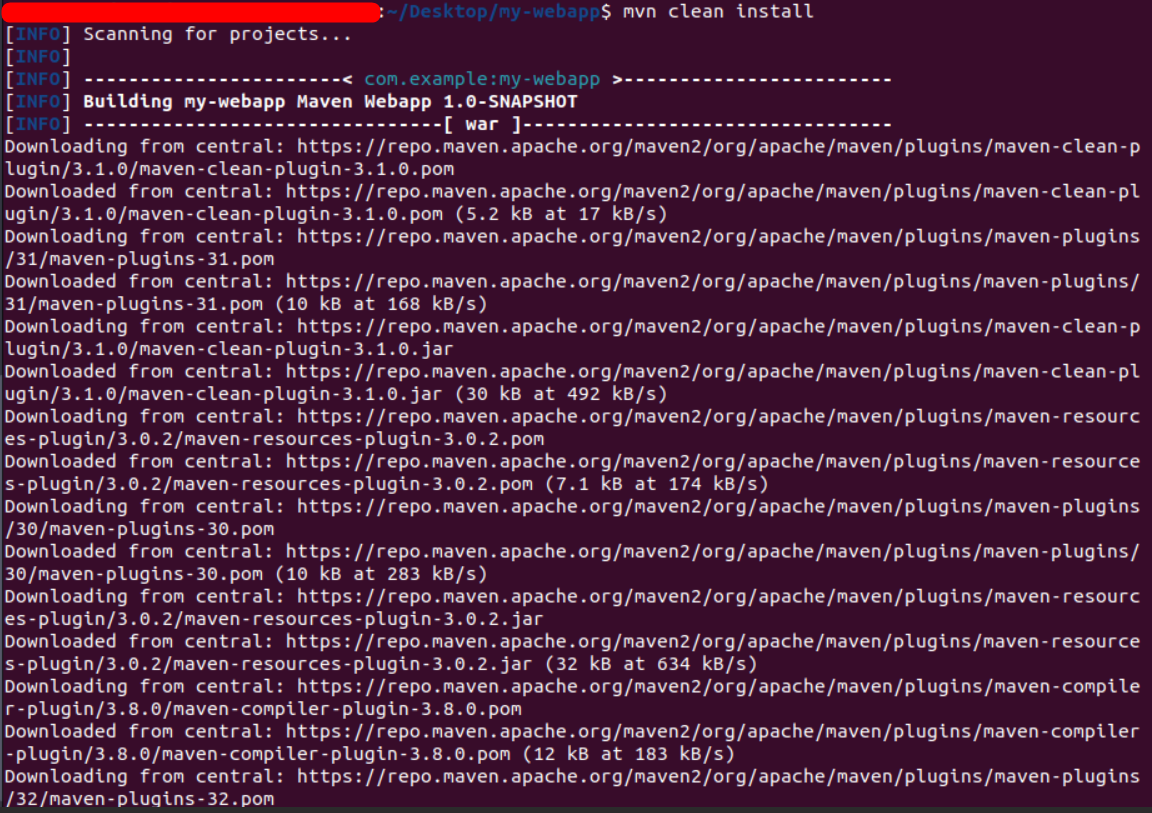 :~/Desktop/my-webapp$ mvn clean install
[INFO] Scanning for projects...
[INFO]
[INFO] -----------------------< com.example:my-webapp >------------------------
[INFO] Building my-webapp Maven Webapp 1.0-SNAPSHOT
[INFO] --------------------------------[ war ]---------------------------------
Downloading from central: https://repo.maven.apache.org/maven2/org/apache/maven/plugins/maven-clean-p
lugin/3.1.0/maven-clean-plugin-3.1.0.pom
Downloaded from central: https://repo.maven.apache.org/maven2/org/apache/maven/plugins/maven-clean-pl
ugin/3.1.0/maven-clean-plugin-3.1.0.pom (5.2 kB at 17 kB/s)
Downloading from central: https://repo.maven.apache.org/maven2/org/apache/maven/plugins/maven-plugins
/31/maven-plugins-31.pom
Downloaded from central: https://repo.maven.apache.org/maven2/org/apache/maven/plugins/maven-plugins/
31/maven-plugins-31.pom (10 kB at 168 kB/s)
Downloading from central: https://repo.maven.apache.org/maven2/org/apache/maven/plugins/maven-clean-p
lugin/3.1.0/maven-clean-plugin-3.1.0.jar
Downloaded from central: https://repo.maven.apache.org/maven2/org/apache/maven/plugins/maven-clean-pl
ugin/3.1.0/maven-clean-plugin-3.1.0.jar (30 kB at 492 kB/s)
Downloading from central: https://repo.maven.apache.org/maven2/org/apache/maven/plugins/maven-resourc
es-plugin/3.0.2/maven-resources-plugin-3.0.2.pom
Downloaded from central: https://repo.maven.apache.org/maven2/org/apache/maven/plugins/maven-resource
s-plugin/3.0.2/maven-resources-plugin-3.0.2.pom (7.1 kB at 174 kB/s)
Downloading from central: https://repo.maven.apache.org/maven2/org/apache/maven/plugins/maven-plugins
/30/maven-plugins-30.pom
Downloaded from central: https://repo.maven.apache.org/maven2/org/apache/maven/plugins/maven-plugins/
30/maven-plugins-30.pom (10 kB at 283 kB/s)
Downloading from central: https://repo.maven.apache.org/maven2/org/apache/maven/plugins/maven-resourc
es-plugin/3.0.2/maven-resources-plugin-3.0.2.jar
Downloaded from central: https://repo.maven.apache.org/maven2/org/apache/maven/plugins/maven-resource
s-plugin/3.0.2/maven-resources-plugin-3.0.2.jar (32 kB at 634 kB/s)
Downloading from central: https://repo.maven.apache.org/maven2/org/apache/maven/plugins/maven-compile
r-plugin/3.8.0/maven-compiler-plugin-3.8.0.pom
Downloaded from central: https://repo.maven.apache.org/maven2/org/apache/maven/plugins/maven-compiler
-plugin/3.8.0/maven-compiler-plugin-3.8.0.pom (12 kB at 183 kB/s)
Downloading from central: https://repo.maven.apache.org/maven2/org/apache/maven/plugins/maven-plugins
/32/maven-plugins-32.pom